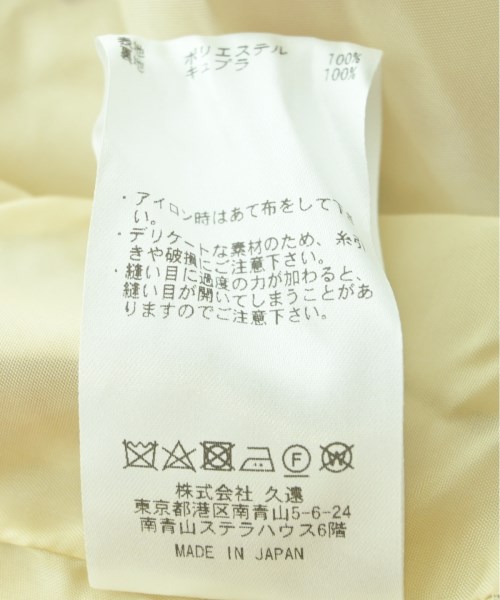 表地 ポリエステル 100%
裏地 キュプラ 100%
・アイロン時はあて布をして下さ
い。
・デリケートな素材のため、糸引
きや破損にご注意下さい。
・縫い目に過度の力が加わると、
縫い目が開いてしまうことがあ
りますのでご注意下さい。
F W
株式会社 久遠
東京都港区南青山5-6-24
南青山ステラハウス6階
MADE IN JAPAN